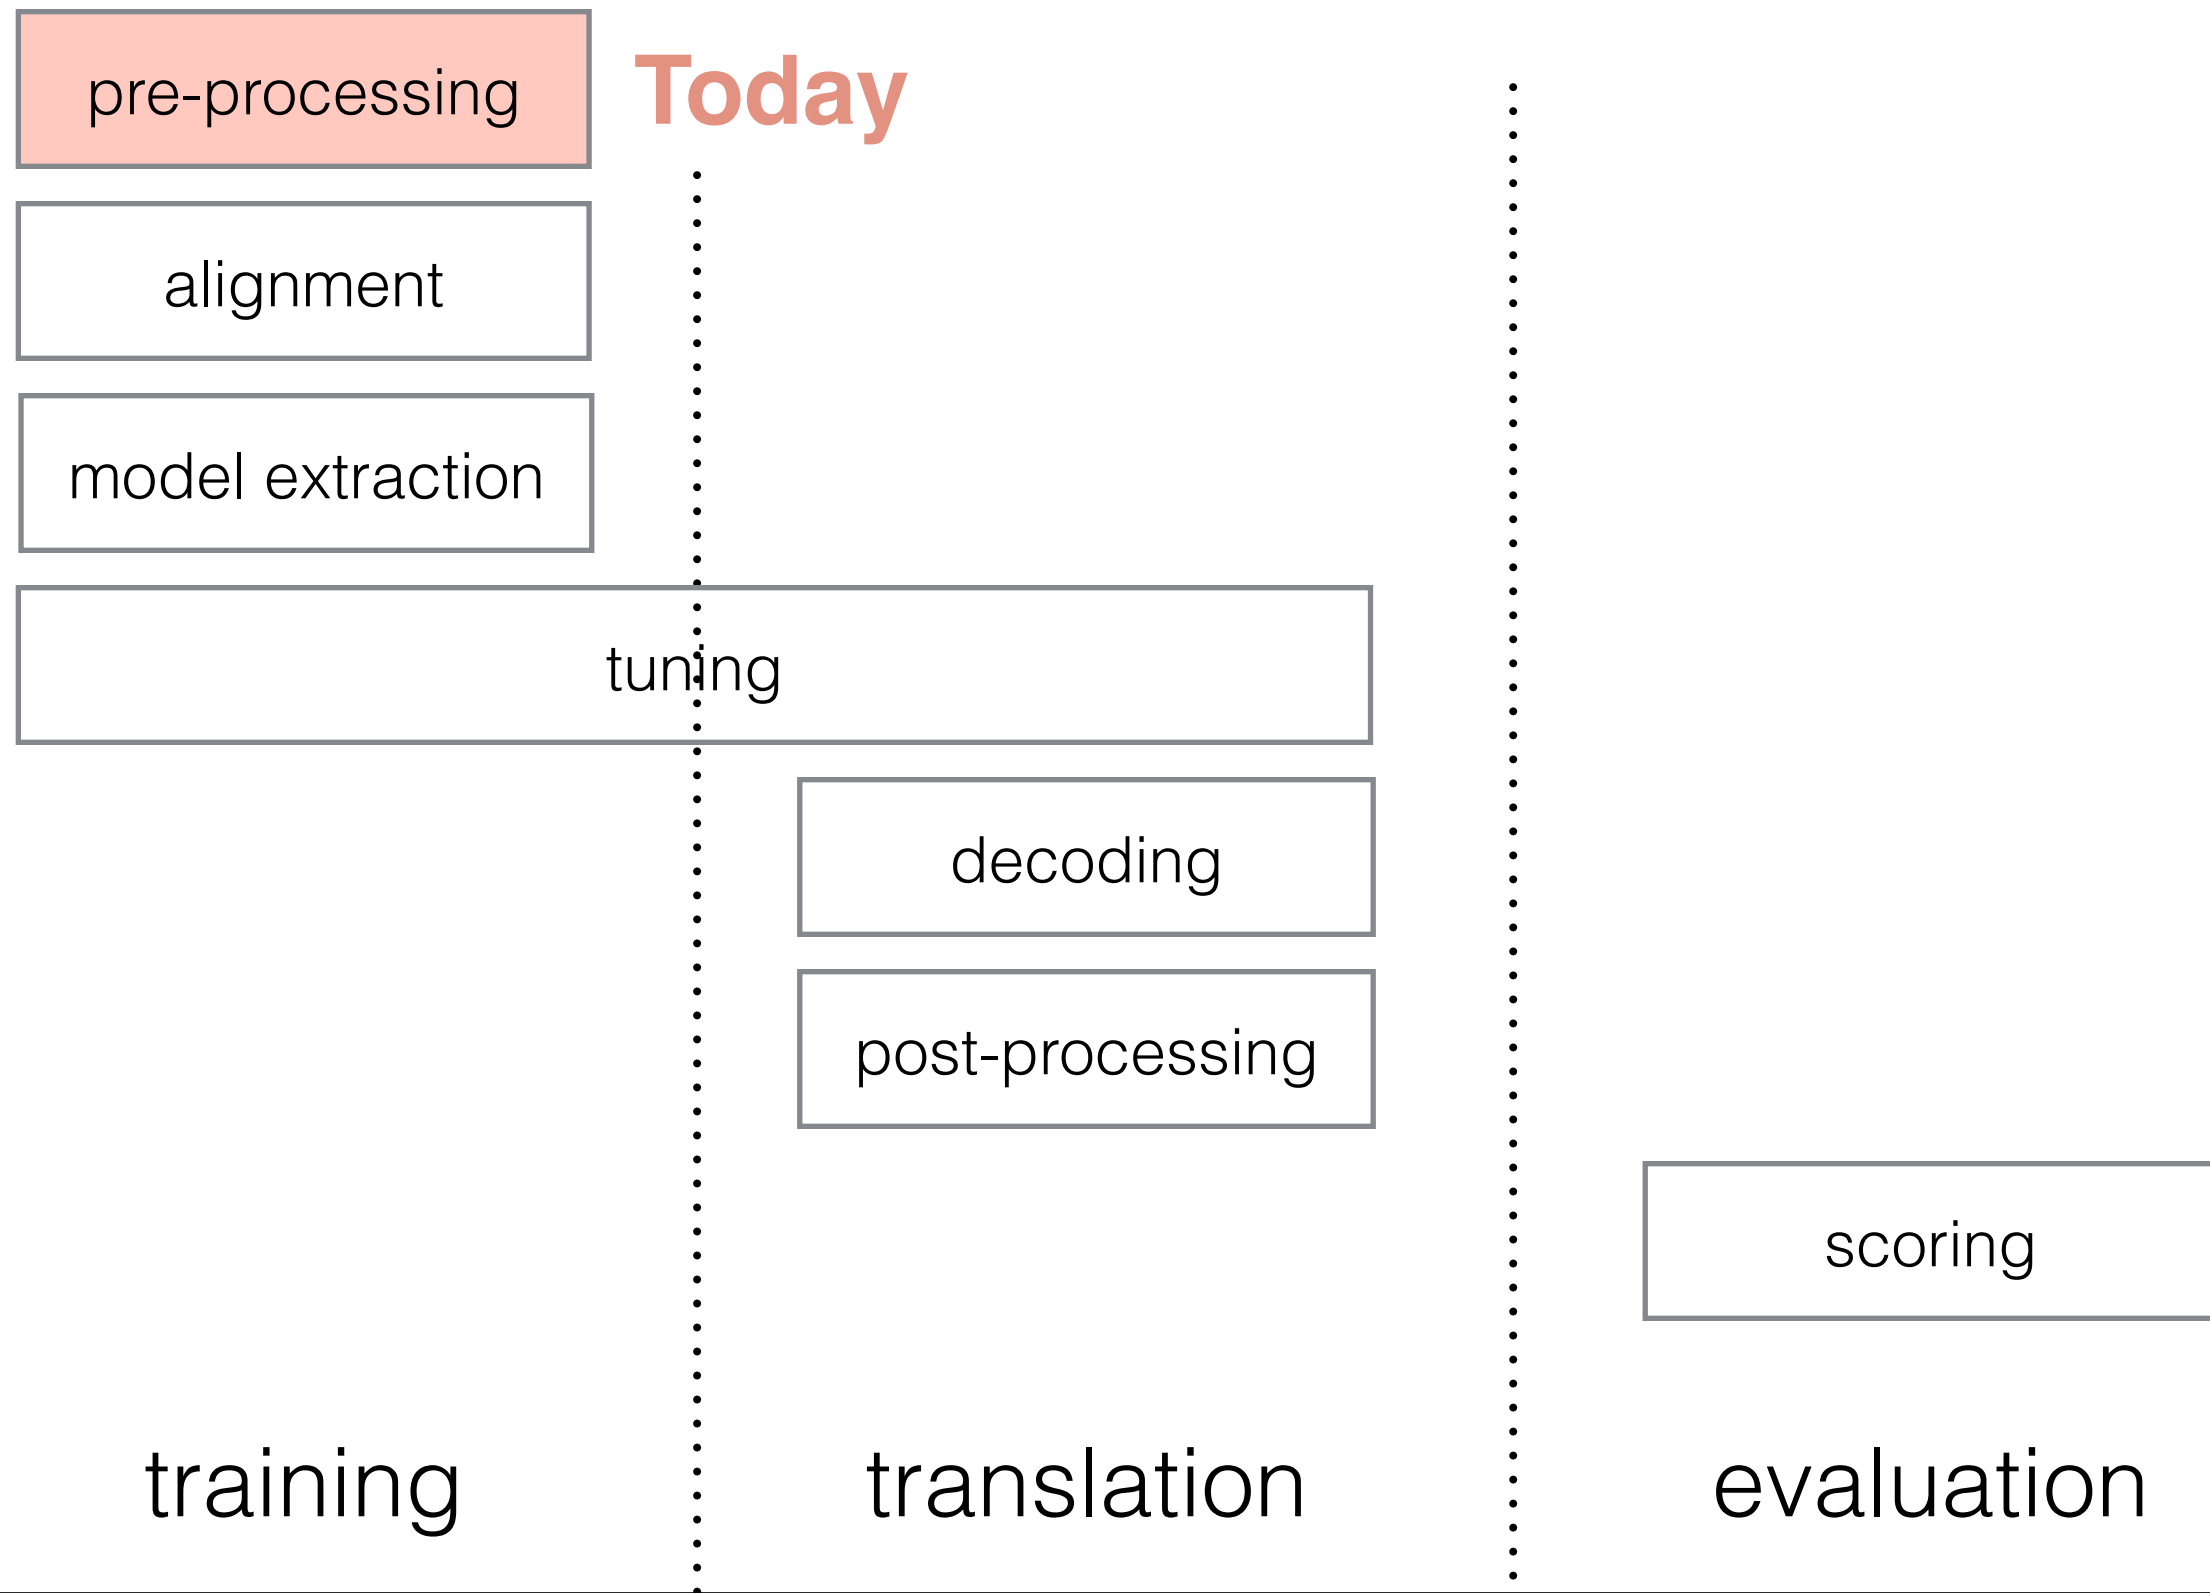 pre-processing
Today
alignment
model extraction
tuning
decoding
post-processing
scoring
training
translation
evaluation